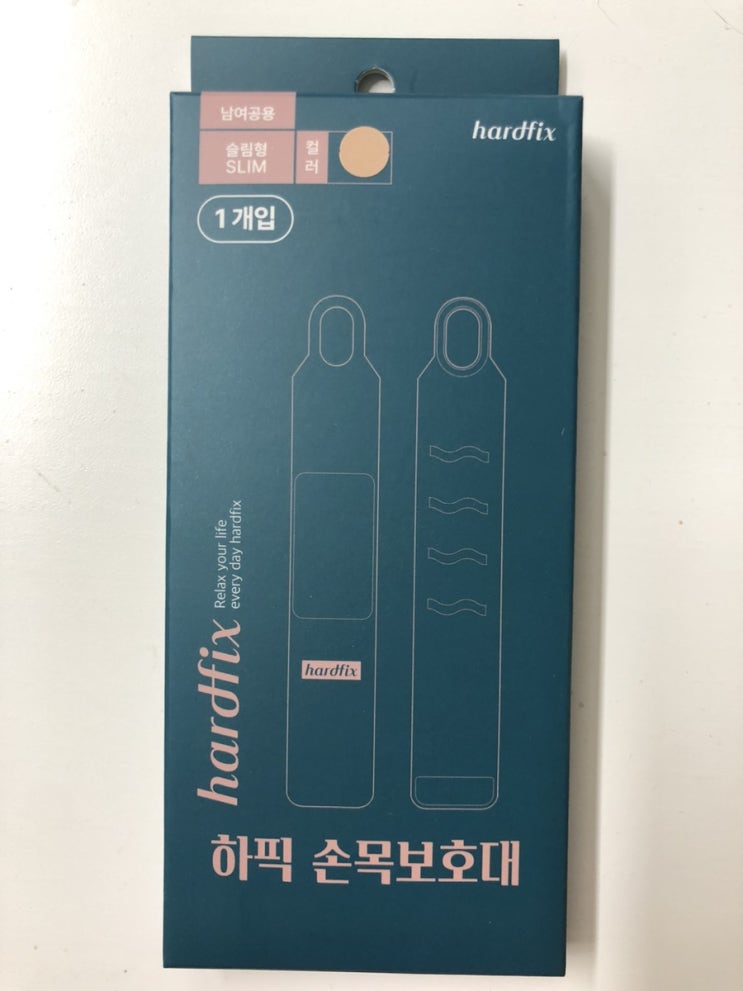 남여공용
hardfix
슬림형
SLIM
컬
러
1개입
Relax your life
every day hardfix
hardfix
hardfix
하픽 손목보호대